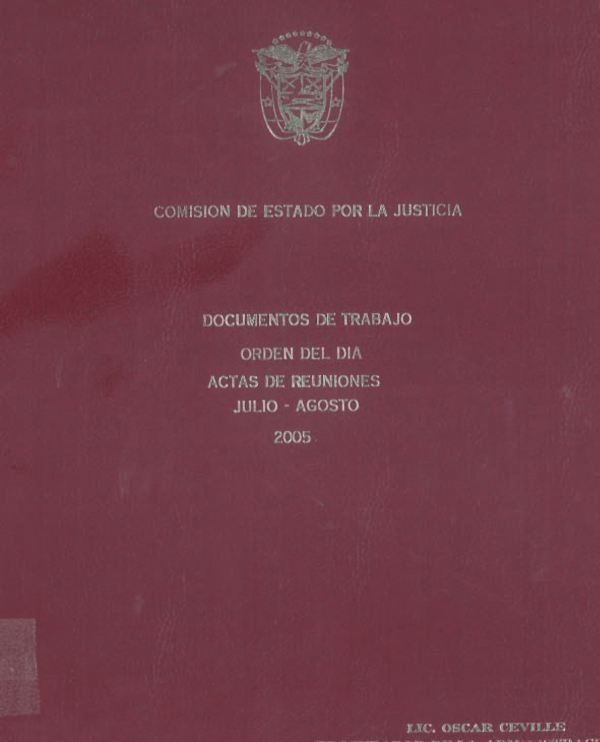 COMISION DE ESTADO POR LA JUSTICIA
DOCUMENTOS DE TRABAJO
ORDEN DEL DIA
ACTAS DE REUNIONES
JULIO - AGOSTO
2005
LIC. OSCAR CEVILLE